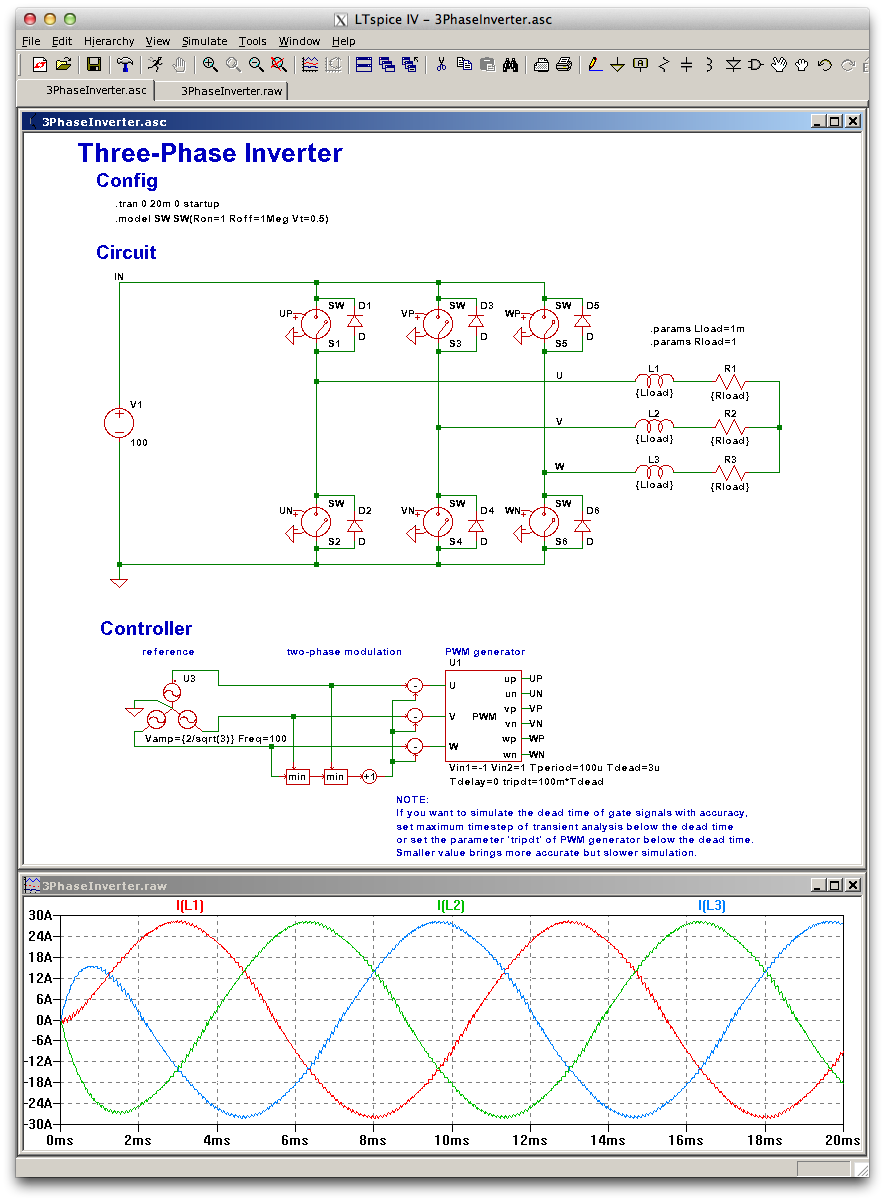 LTspice IV – 3PhaseInverter.asc
File Edit Hierarchy View Simulate Tools Window Help
3PhaseInverter.asc 3PhaseInverter.raw
3PhaseInverter.asc
Three-Phase Inverter
Config
.tran 0 20m 0 startup
.model SW SW(Ron=1 Roff=1Meg Vt=0.5)
Circuit
IN
UP SW D1 VP SW D3 WP SW D5
S1 D S3 D S5 D
.params Lload=1m
.params Rload=1
U L1 R1
{Lload} {Rload}
V1
100
V L2 R2
{Lload} {Rload}
W L3 R3
{Lload} {Rload}
UN SW D2 VN SW D4 WN SW D6
S2 D S4 D S6 D
Controller
reference two-phase modulation PWM generator
U1
U3
U up UP
un UN
V PWM vp VP
vn VN
W wp WP
wn WN
Vamp={2/sqrt(3)} Freq=100
min min +1
Vin1=-1 Vin2=1 Tperiod=100u Tdead=3u
Tdelay=0 tripdt=100m*Tdead
NOTE:
If you want to simulate the dead time of gate signals with accuracy,
set maximum timestep of transient analysis below the dead time
or set the parameter 'tripdt' of PWM generator below the dead time.
Smaller value brings more accurate but slower simulation.
3PhaseInverter.raw
I(L1) I(L2) I(L3)
30A
24A
18A
12A
6A
0A
-6A
-12A
-18A
-24A
-30A
0ms 2ms 4ms 6ms 8ms 10ms 12ms 14ms 16ms 18ms 20ms